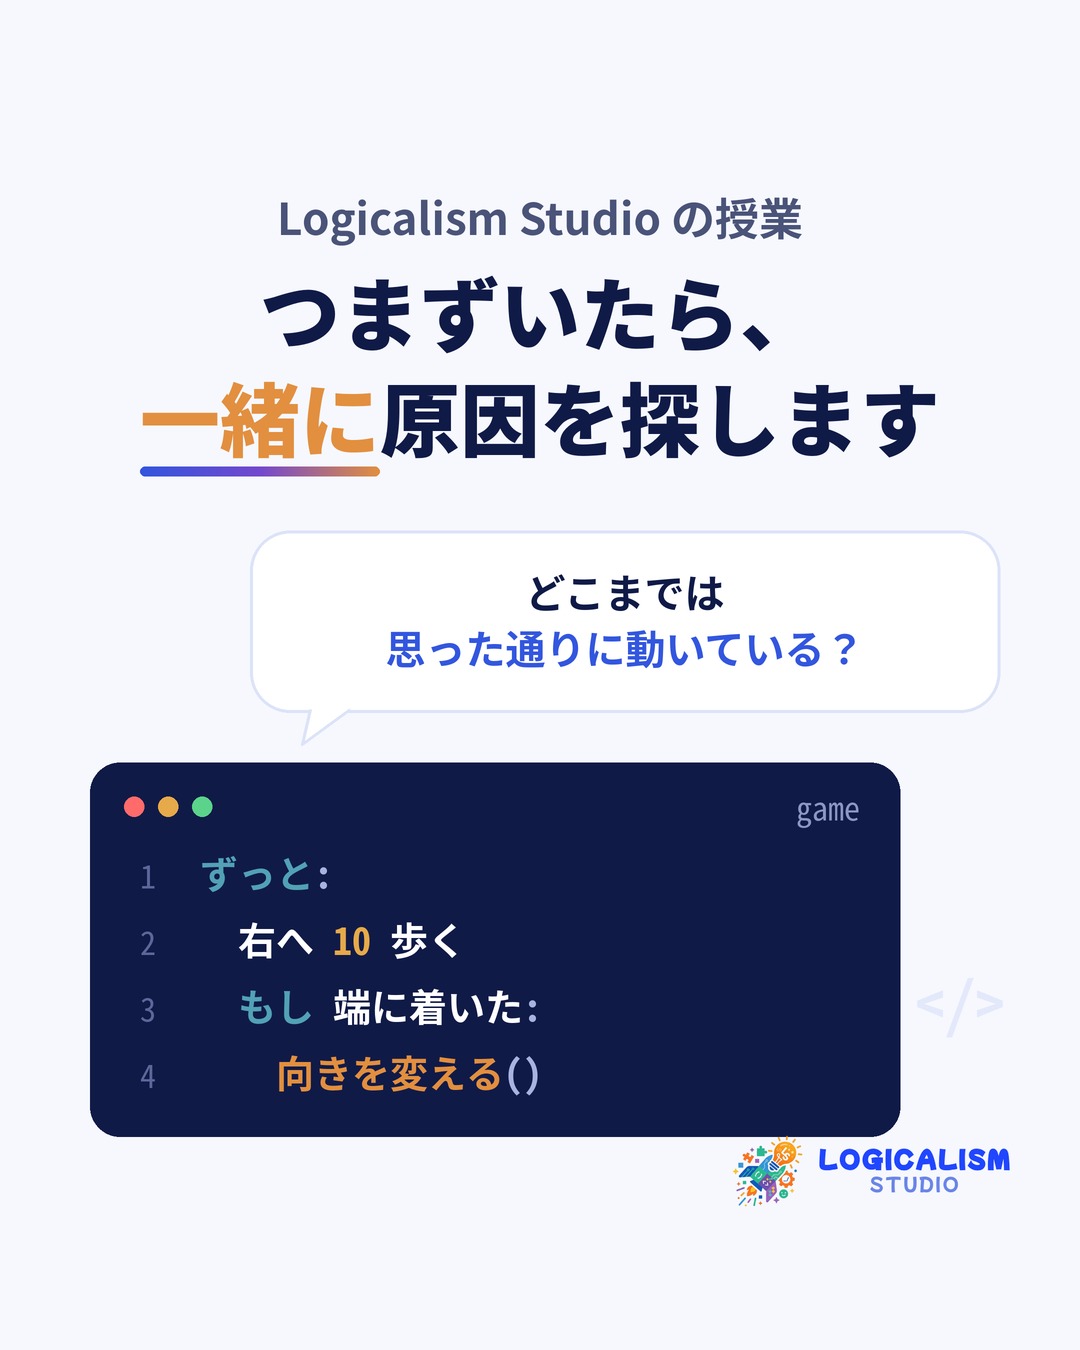 Logicalism Studio の授業
つまずいたら、
一緒に原因を探します
どこまでは
思った通りに動いている？
game
1 ずっと:
2 右へ 10 歩く
3 もし 端に着いた:
4 向きを変える()
</>
LOGICALISM
STUDIO